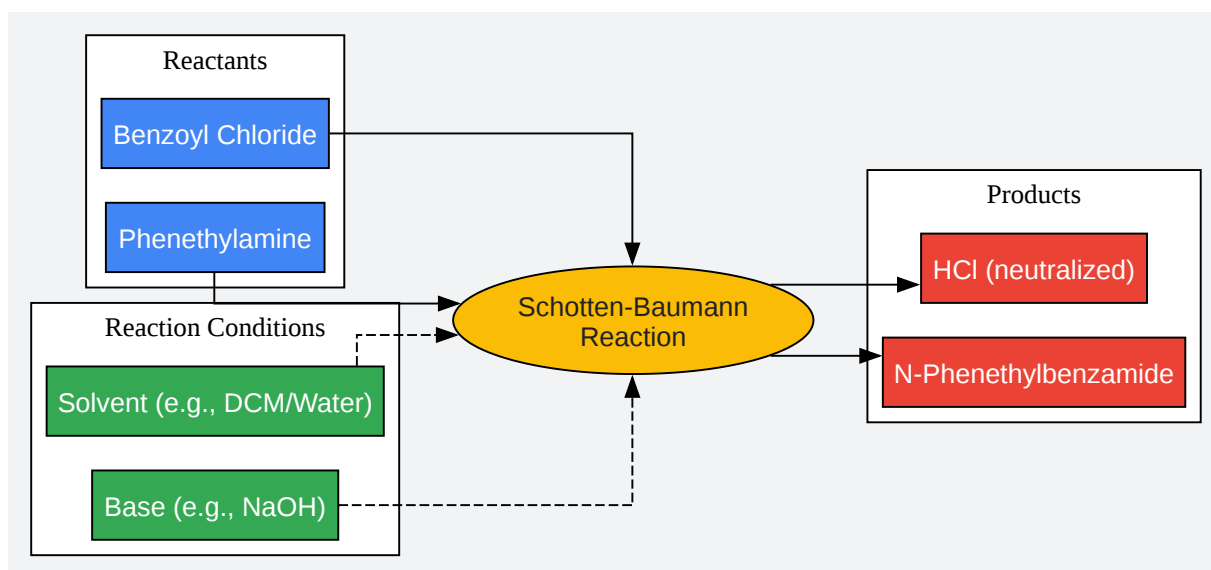 Reactants
Benzoyl Chloride
Phenethylamine
Reaction Conditions
Solvent (e.g., DCM/Water)
Base (e.g., NaOH)
Schotten-Baumann
Reaction
Products
HCl (neutralized)
N-Phenethylbenzamide